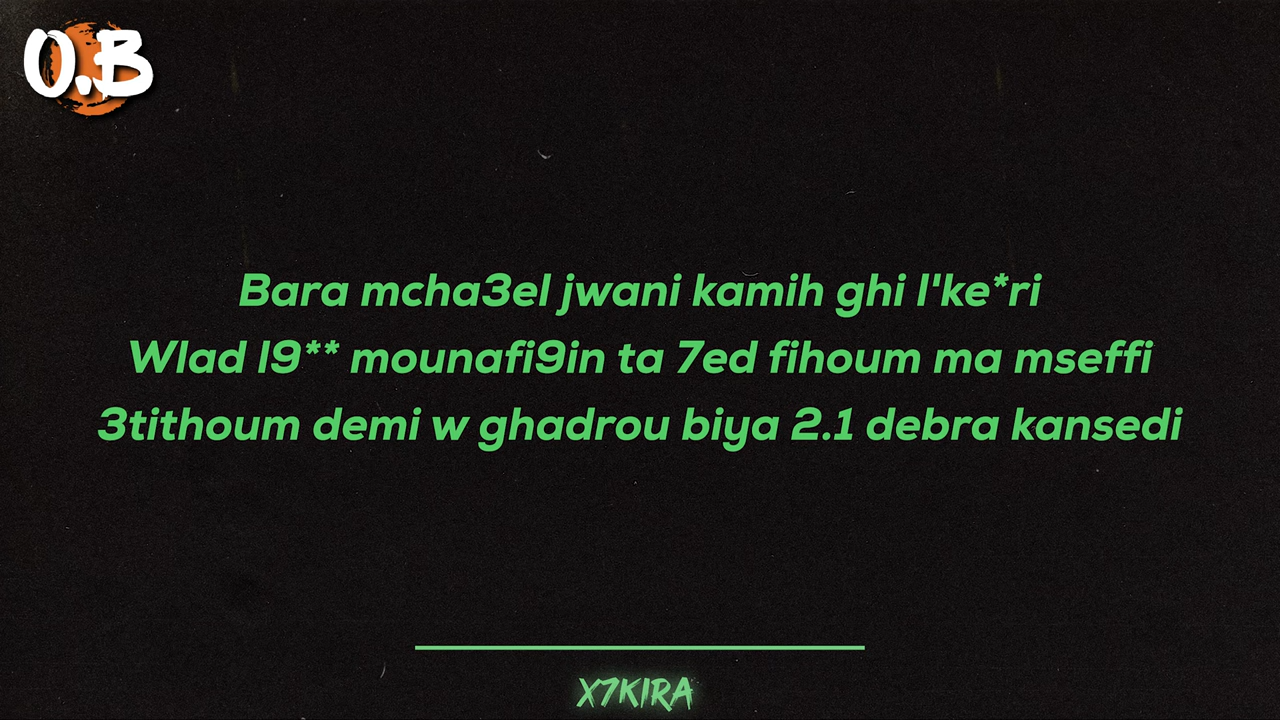 O.B
Bara mcha3el jwani kamih ghi l'ke*ri
Wlad l9** mounafi9in ta 7ed fihoum ma mseffi
3tithoum demi w ghadrou biya 2.1 debra kansedi
X7KIRA